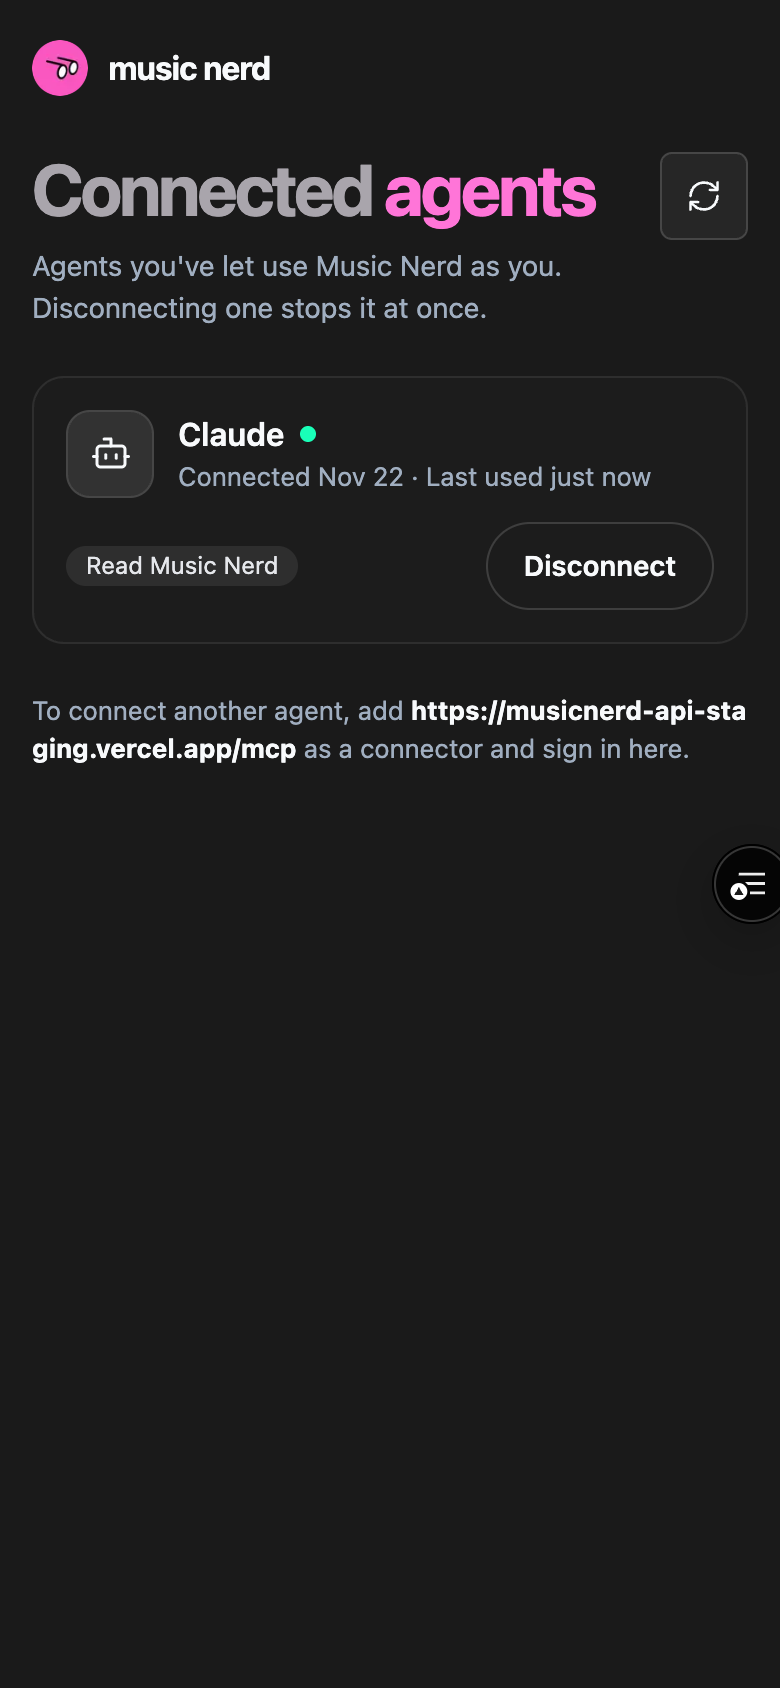 music nerd
Connected agents
Agents you've let use Music Nerd as you.
Disconnecting one stops it at once.
Claude
Connected Nov 22 · Last used just now
Read Music Nerd
Disconnect
To connect another agent, add https://musicnerd-api-sta
ging.vercel.app/mcp as a connector and sign in here.